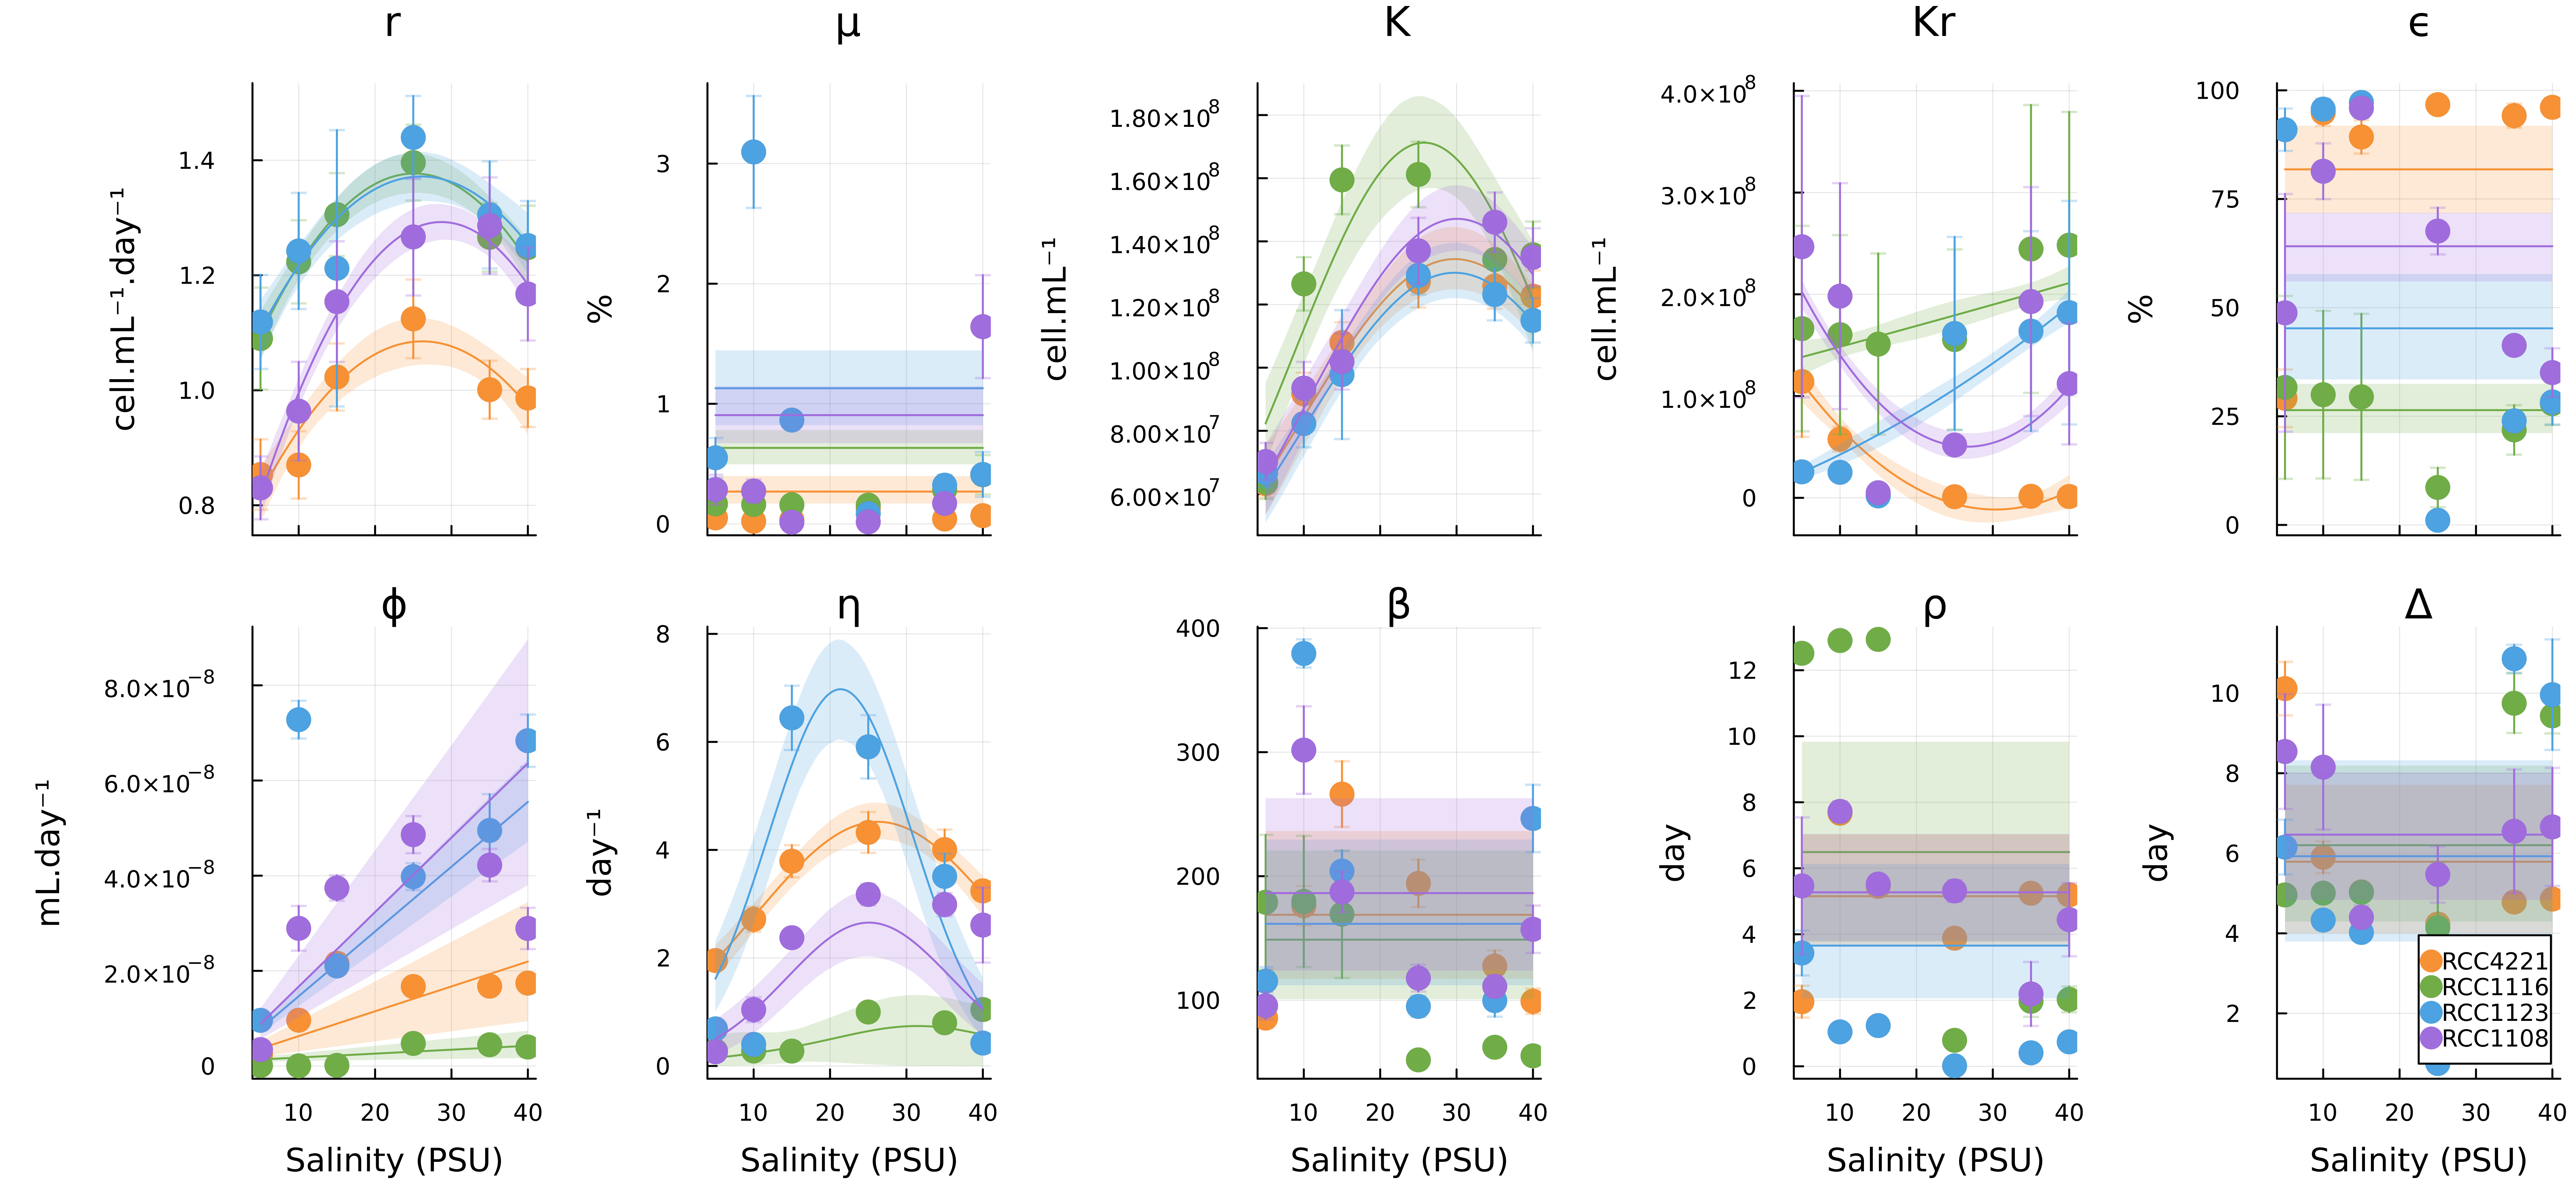 r
µ
K
Kr
ϵ
cell.mL⁻¹.day⁻¹
1.4
1.2
1.0
0.8
%
3
2
1
0
cell.mL⁻¹
1.80×10⁸
1.60×10⁸
1.40×10⁸
1.20×10⁸
1.00×10⁸
8.00×10⁷
6.00×10⁷
cell.mL⁻¹
4.0×10⁸
3.0×10⁸
2.0×10⁸
1.0×10⁸
0
%
100
75
50
25
0
ϕ
η
β
ρ
Δ
mL.day⁻¹
8.0×10⁻⁸
6.0×10⁻⁸
4.0×10⁻⁸
2.0×10⁻⁸
0
10 20 30 40
Salinity (PSU)
day⁻¹
8
6
4
2
0
10 20 30 40
Salinity (PSU)
400
300
200
100
10 20 30 40
Salinity (PSU)
day
12
10
8
6
4
2
0
10 20 30 40
Salinity (PSU)
day
10
8
6
4
2
10 20 30 40
Salinity (PSU)
RCC4221
RCC1116
RCC1123
RCC1108